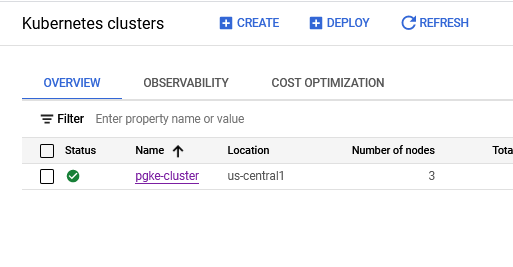 Kubernetes clusters CREATE DEPLOY REFRESH
OVERVIEW OBSERVABILITY COST OPTIMIZATION
Filter Enter property name or value
Status Name Location Number of nodes Tota
pgke-cluster us-central1 3